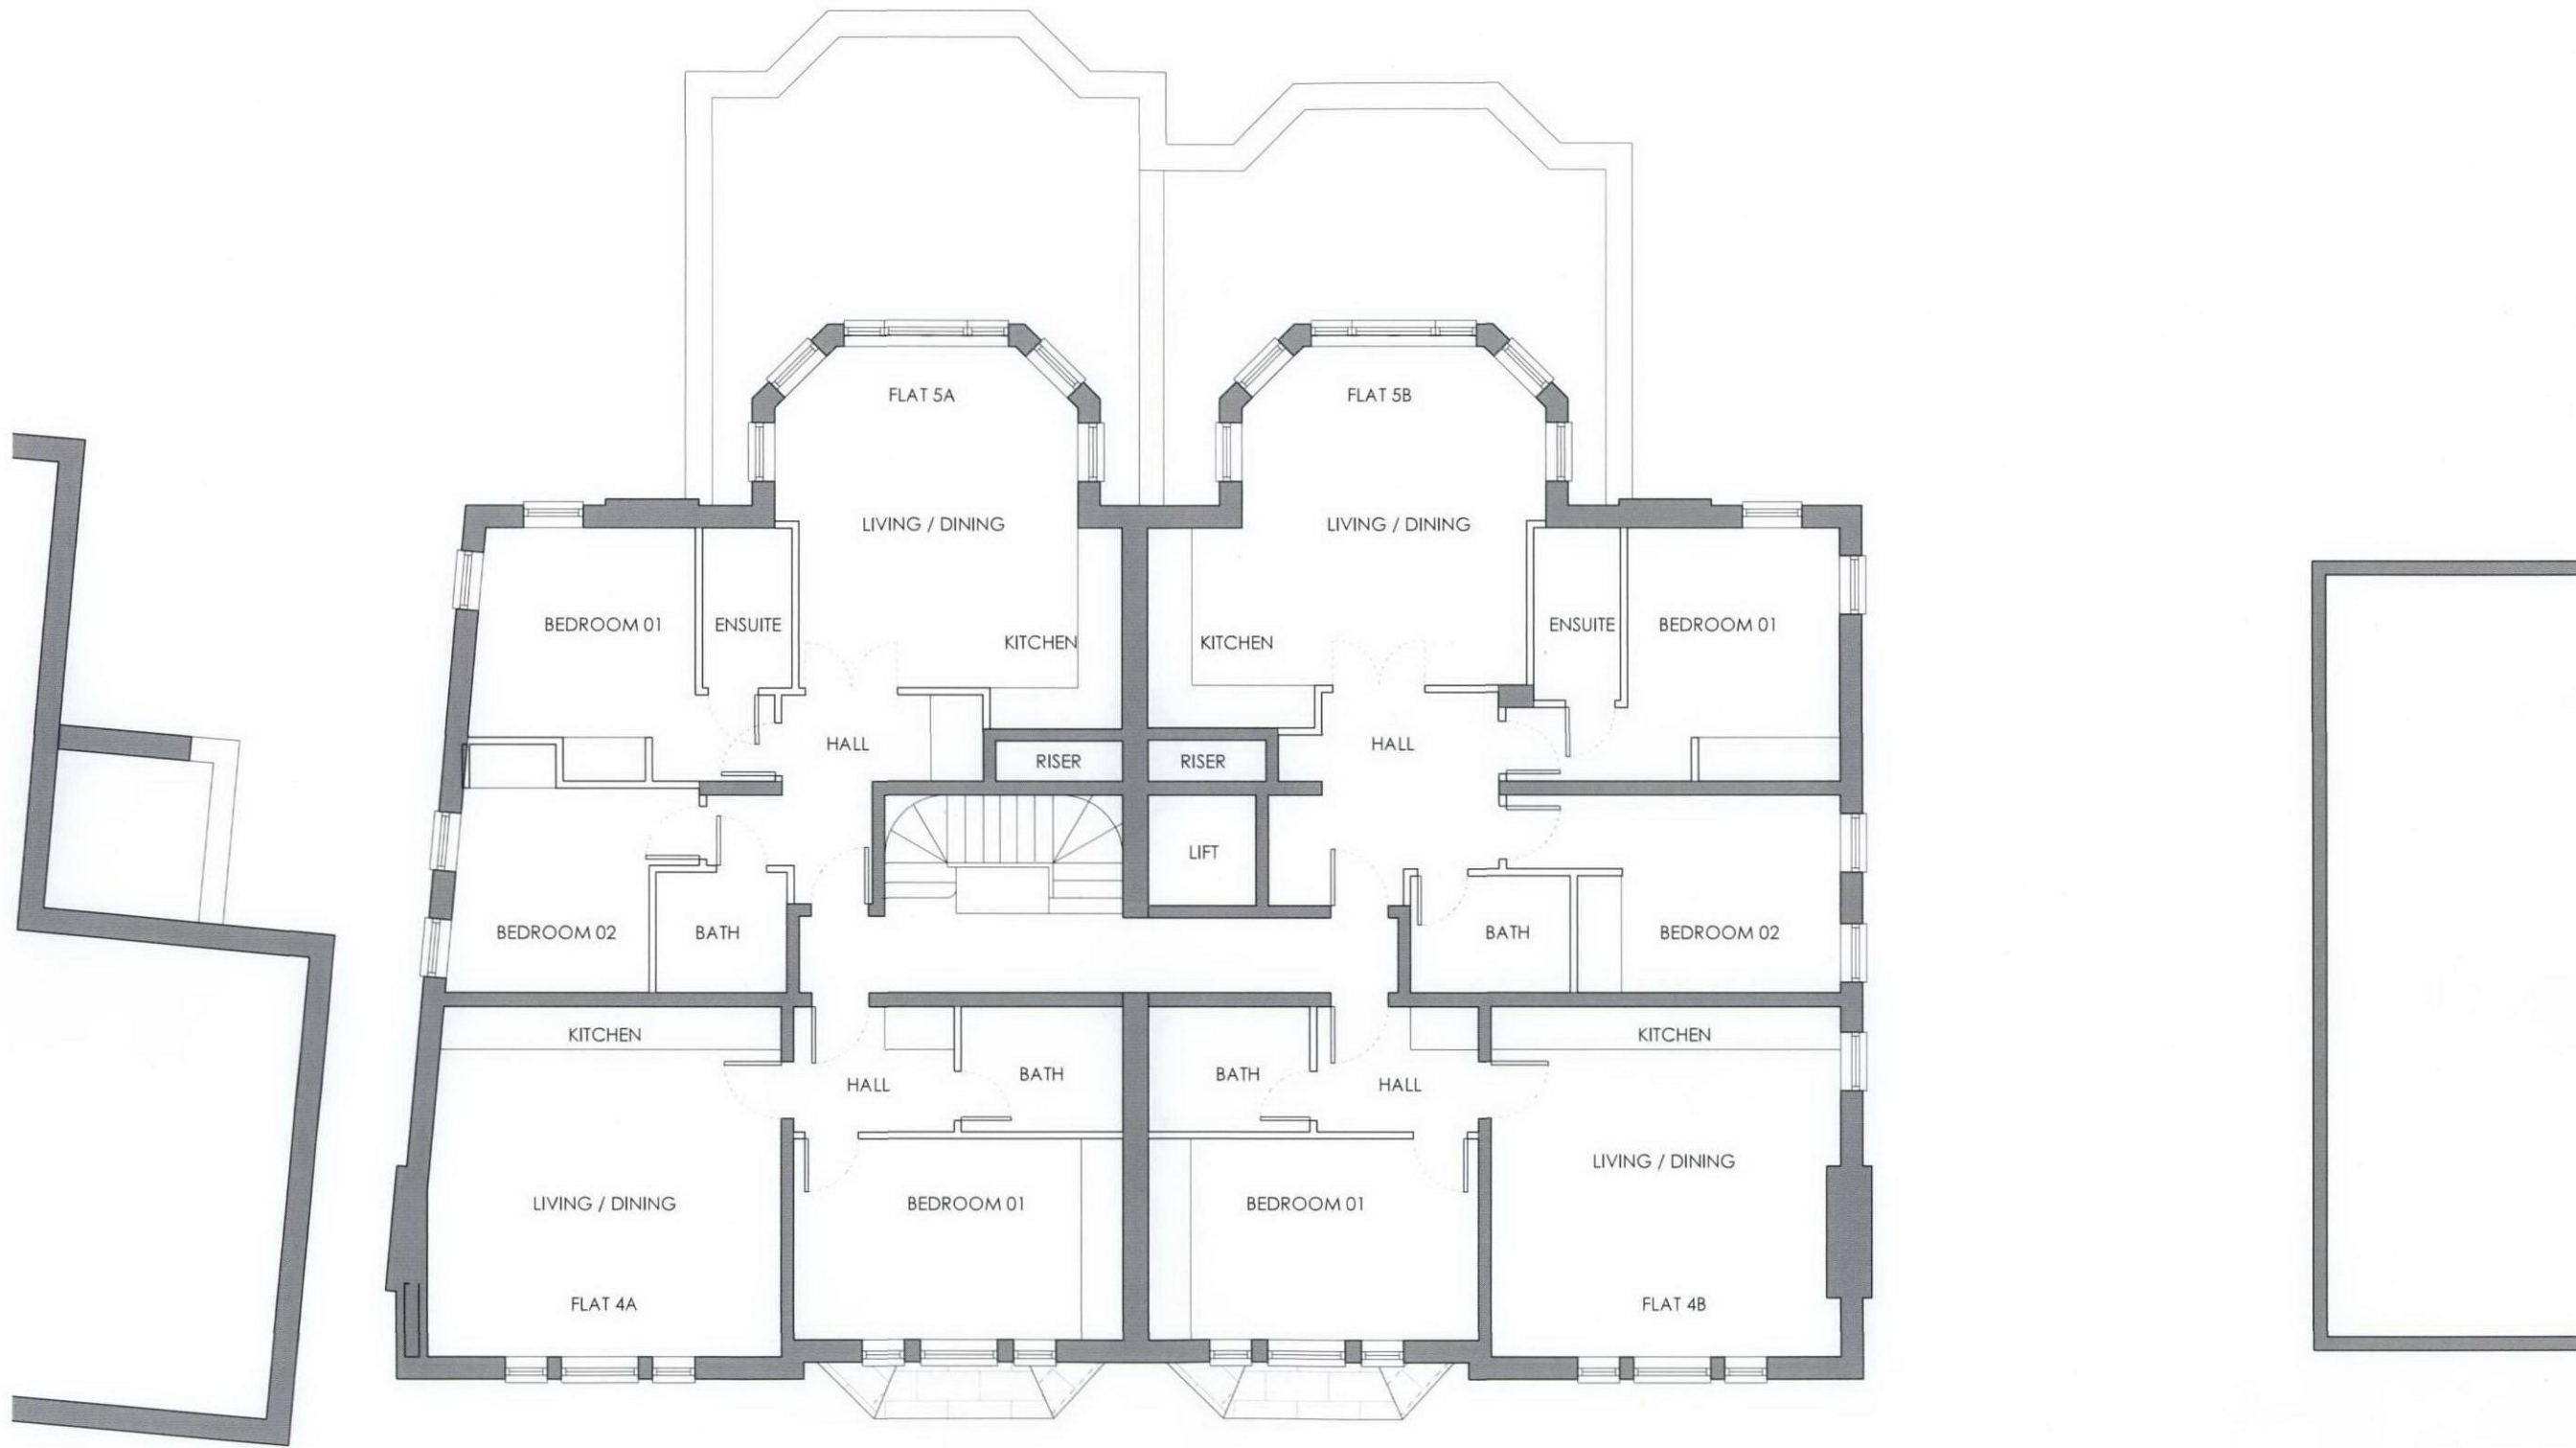 FLAT 5A
FLAT 5B
LIVING / DINING
LIVING / DINING
BEDROOM 01
ENSUITE
KITCHEN
KITCHEN
ENSUITE
BEDROOM 01
HALL
RISER
RISER
HALL
LIFT
BEDROOM 02
BATH
BATH
BEDROOM 02
KITCHEN
KITCHEN
HALL
BATH
BATH
HALL
LIVING / DINING
LIVING / DINING
BEDROOM 01
BEDROOM 01
FLAT 4A
FLAT 4B